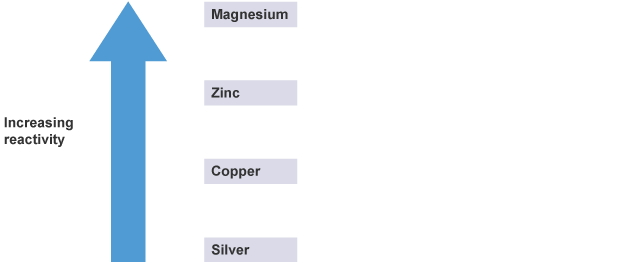 Magnesium
Zinc
Increasing
reactivity
Copper
Silver